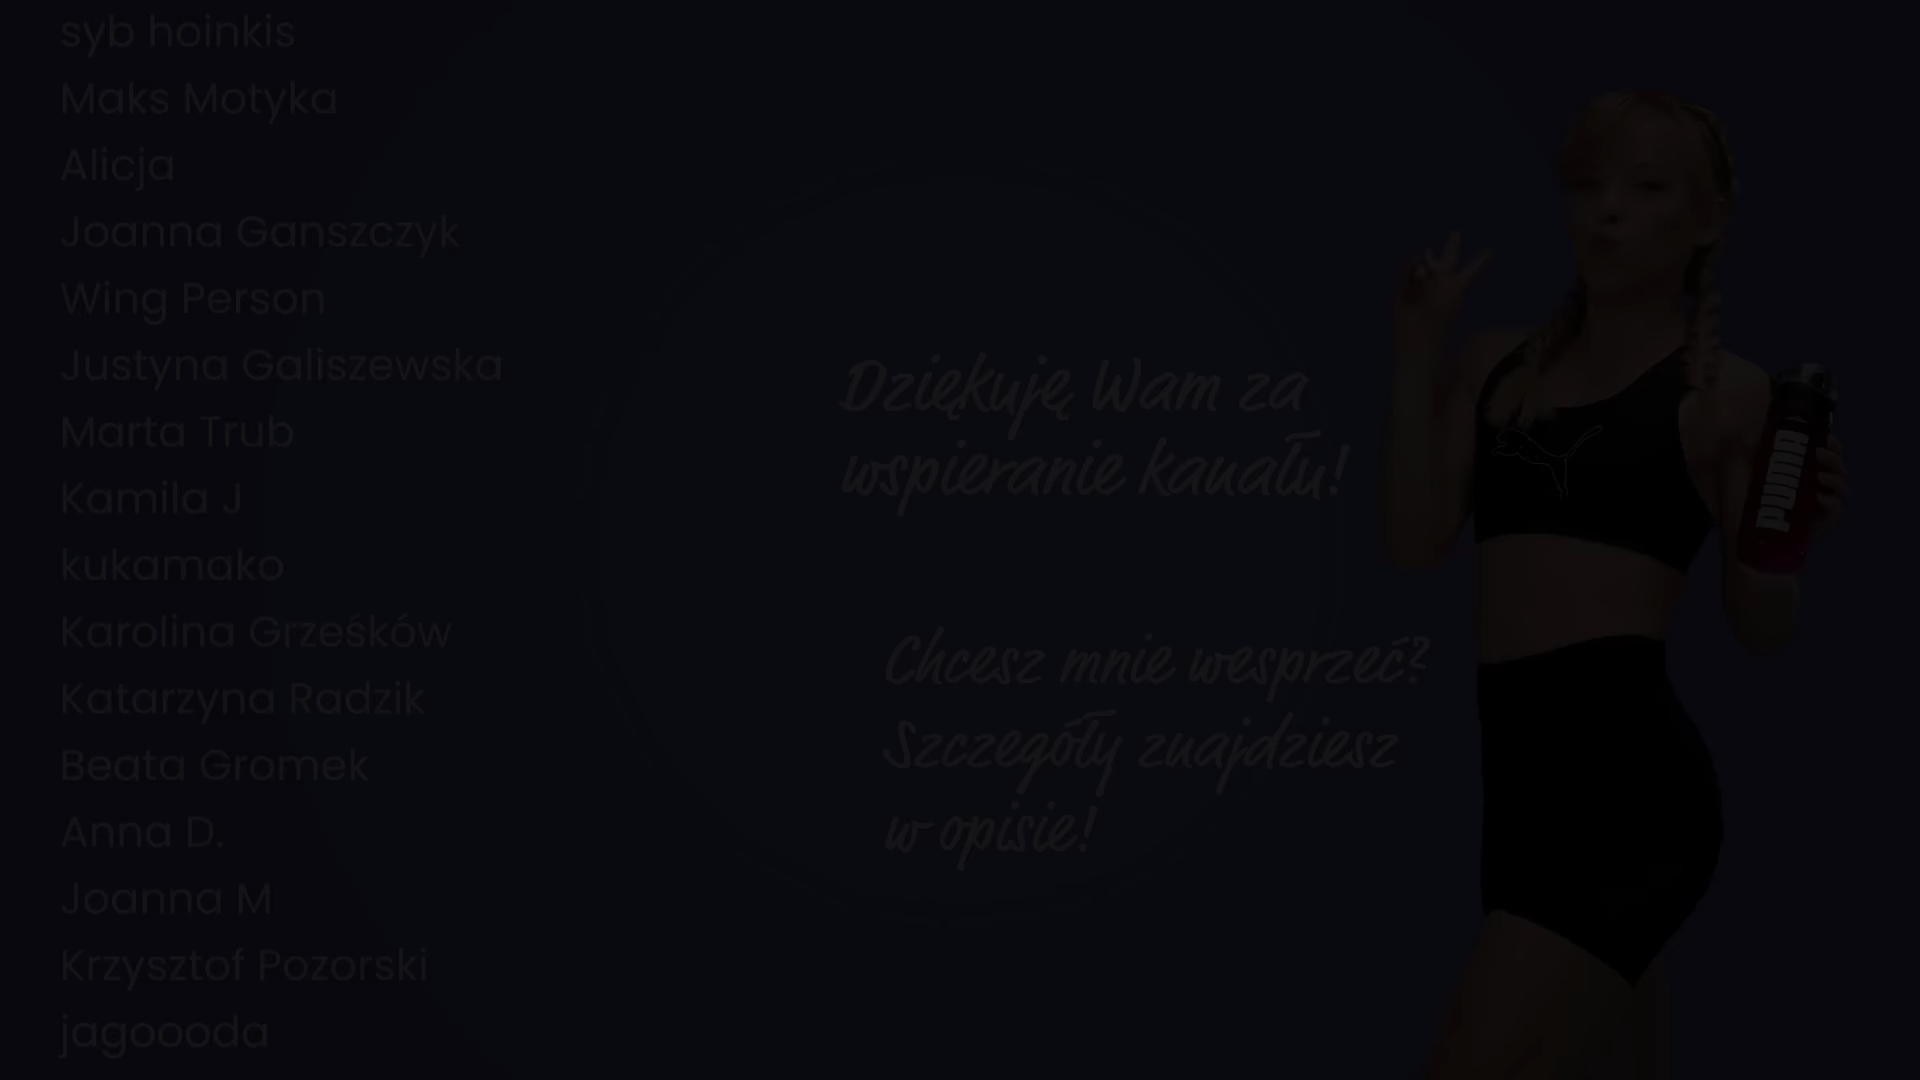 syb hoinkis
Maks Motyka
Alicja
Joanna Ganszczyk
Wing Person
Justyna Galiszewska
Marta Trub
Kamila J
kukamako
Karolina Grześków
Katarzyna Radzik
Beata Gromek
Anna D.
Joanna M
Krzysztof Pozorski
jagoooda
Dziękuję Wam za
wspieranie kanału!
Chcesz mnie wesprzeć?
Szczegóły znajdziesz
w opisie!
PUMA